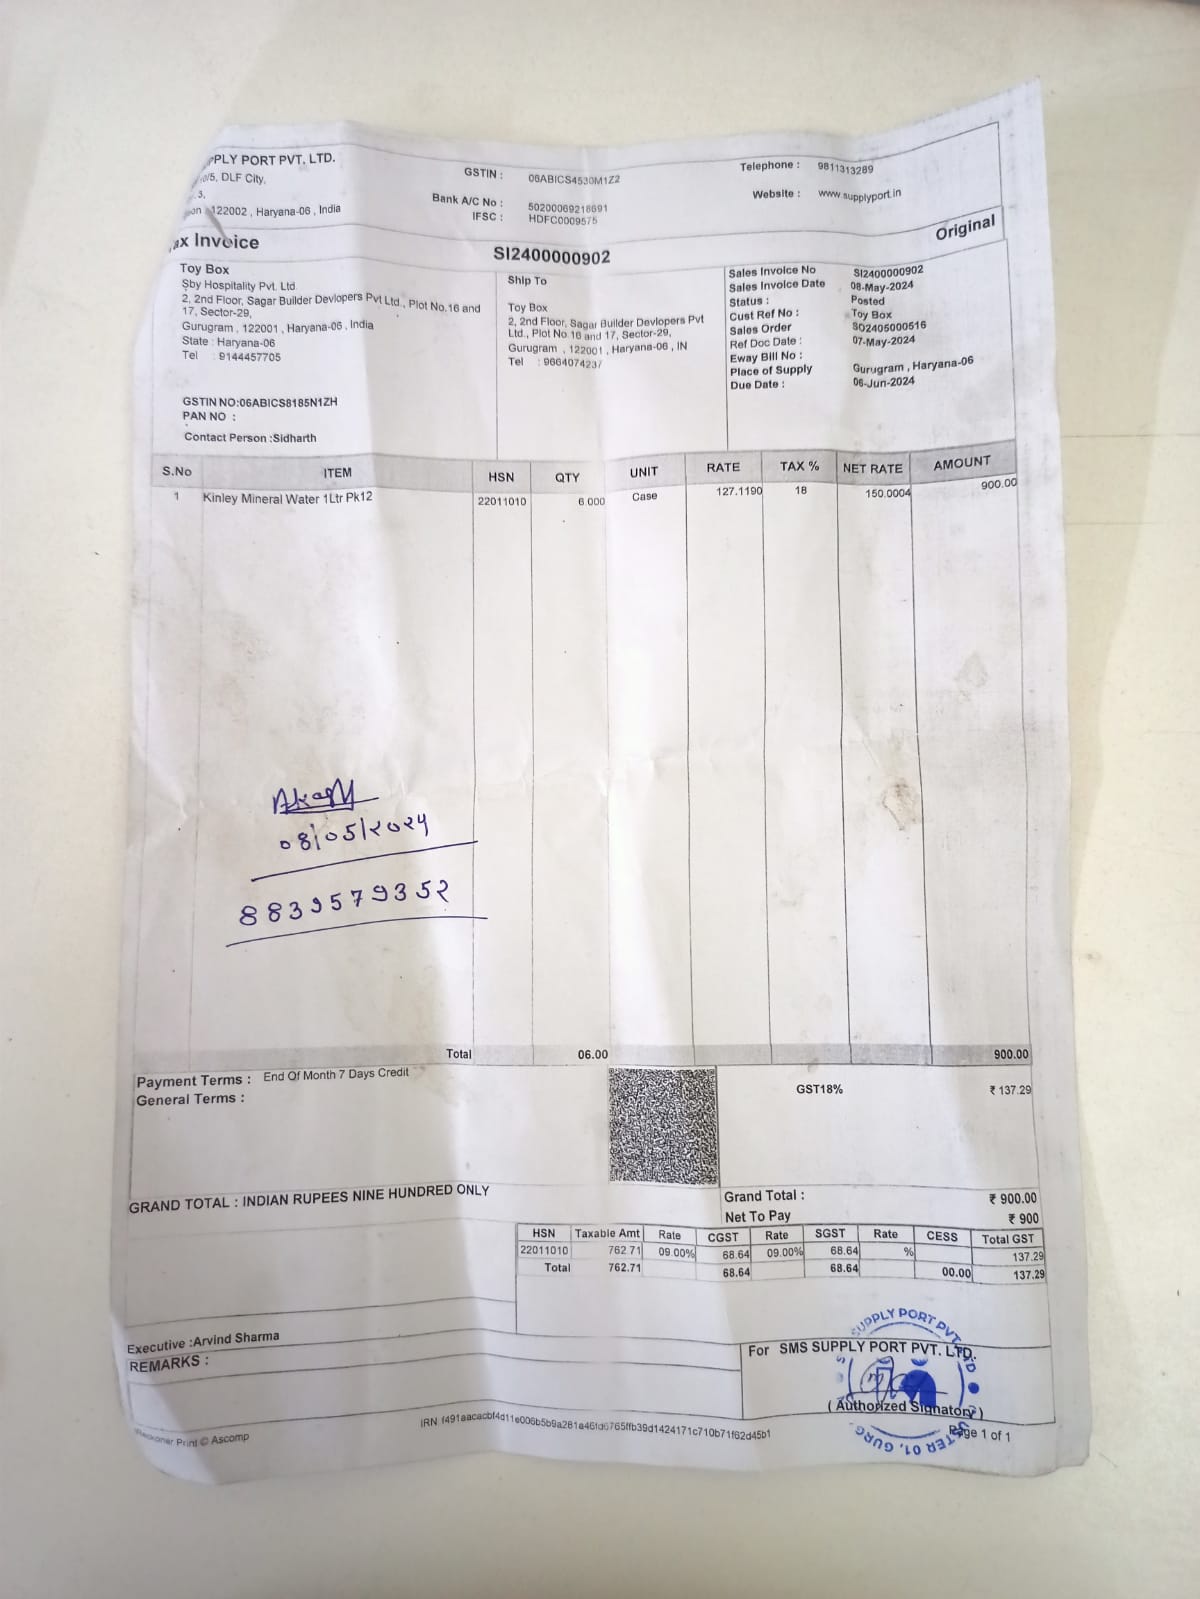 PPLY PORT PVT. LTD.
0/5, DLF City,
3,
122002 , Haryana-06 , India
GSTIN : 06ABICS4530M1Z2
Bank A/C No : 50200069218691
IFSC : HDFC0009575
Telephone : 9811313289
Website : www.supplyport.in
ax Invoice
SI2400000902
Original
Toy Box
Sby Hospitality Pvt. Ltd.
2, 2nd Floor, Sagar Builder Devlopers Pvt Ltd., Plot No.16 and
17, Sector-29,
Gurugram , 122001 , Haryana-06 , India
State : Haryana-06
Tel : 9144457705
GSTIN NO:06ABICS8185N1ZH
PAN NO :
Contact Person :Sidharth
Ship To
Toy Box
2, 2nd Floor, Sagar Builder Devlopers Pvt
Ltd., Plot No.16 and 17, Sector-29,
Gurugram , 122001 , Haryana-06 , IN
Tel : 9664074237
Sales Invoice No SI2400000902
Sales Invoice Date 08-May-2024
Status : Posted
Cust Ref No : Toy Box
Sales Order SO2405000516
Ref Doc Date : 07-May-2024
Eway Bill No :
Place of Supply Gurugram , Haryana-06
Due Date : 06-Jun-2024
S.No ITEM HSN QTY UNIT RATE TAX % NET RATE AMOUNT
1 Kinley Mineral Water 1Ltr Pk12 22011010 6.000 Case 127.1190 18 150.0004 900.00
08/05/2024
8839579352
Total 06.00 900.00
Payment Terms : End Of Month 7 Days Credit
General Terms :
GST18% ₹ 137.29
GRAND TOTAL : INDIAN RUPEES NINE HUNDRED ONLY
Grand Total : ₹ 900.00
Net To Pay ₹ 900
HSN Taxable Amt Rate CGST Rate SGST Rate CESS Total GST
22011010 762.71 09.00% 68.64 09.00% 68.64 % 137.29
Total 762.71 68.64 68.64 00.00 137.29
Executive :Arvind Sharma
REMARKS :
SUPPLY PORT PVT. LTD
For SMS SUPPLY PORT PVT. LTD.
( Authorized Signatory )
TER 01, GURG
Page 1 of 1
Reckoner Print © Ascomp